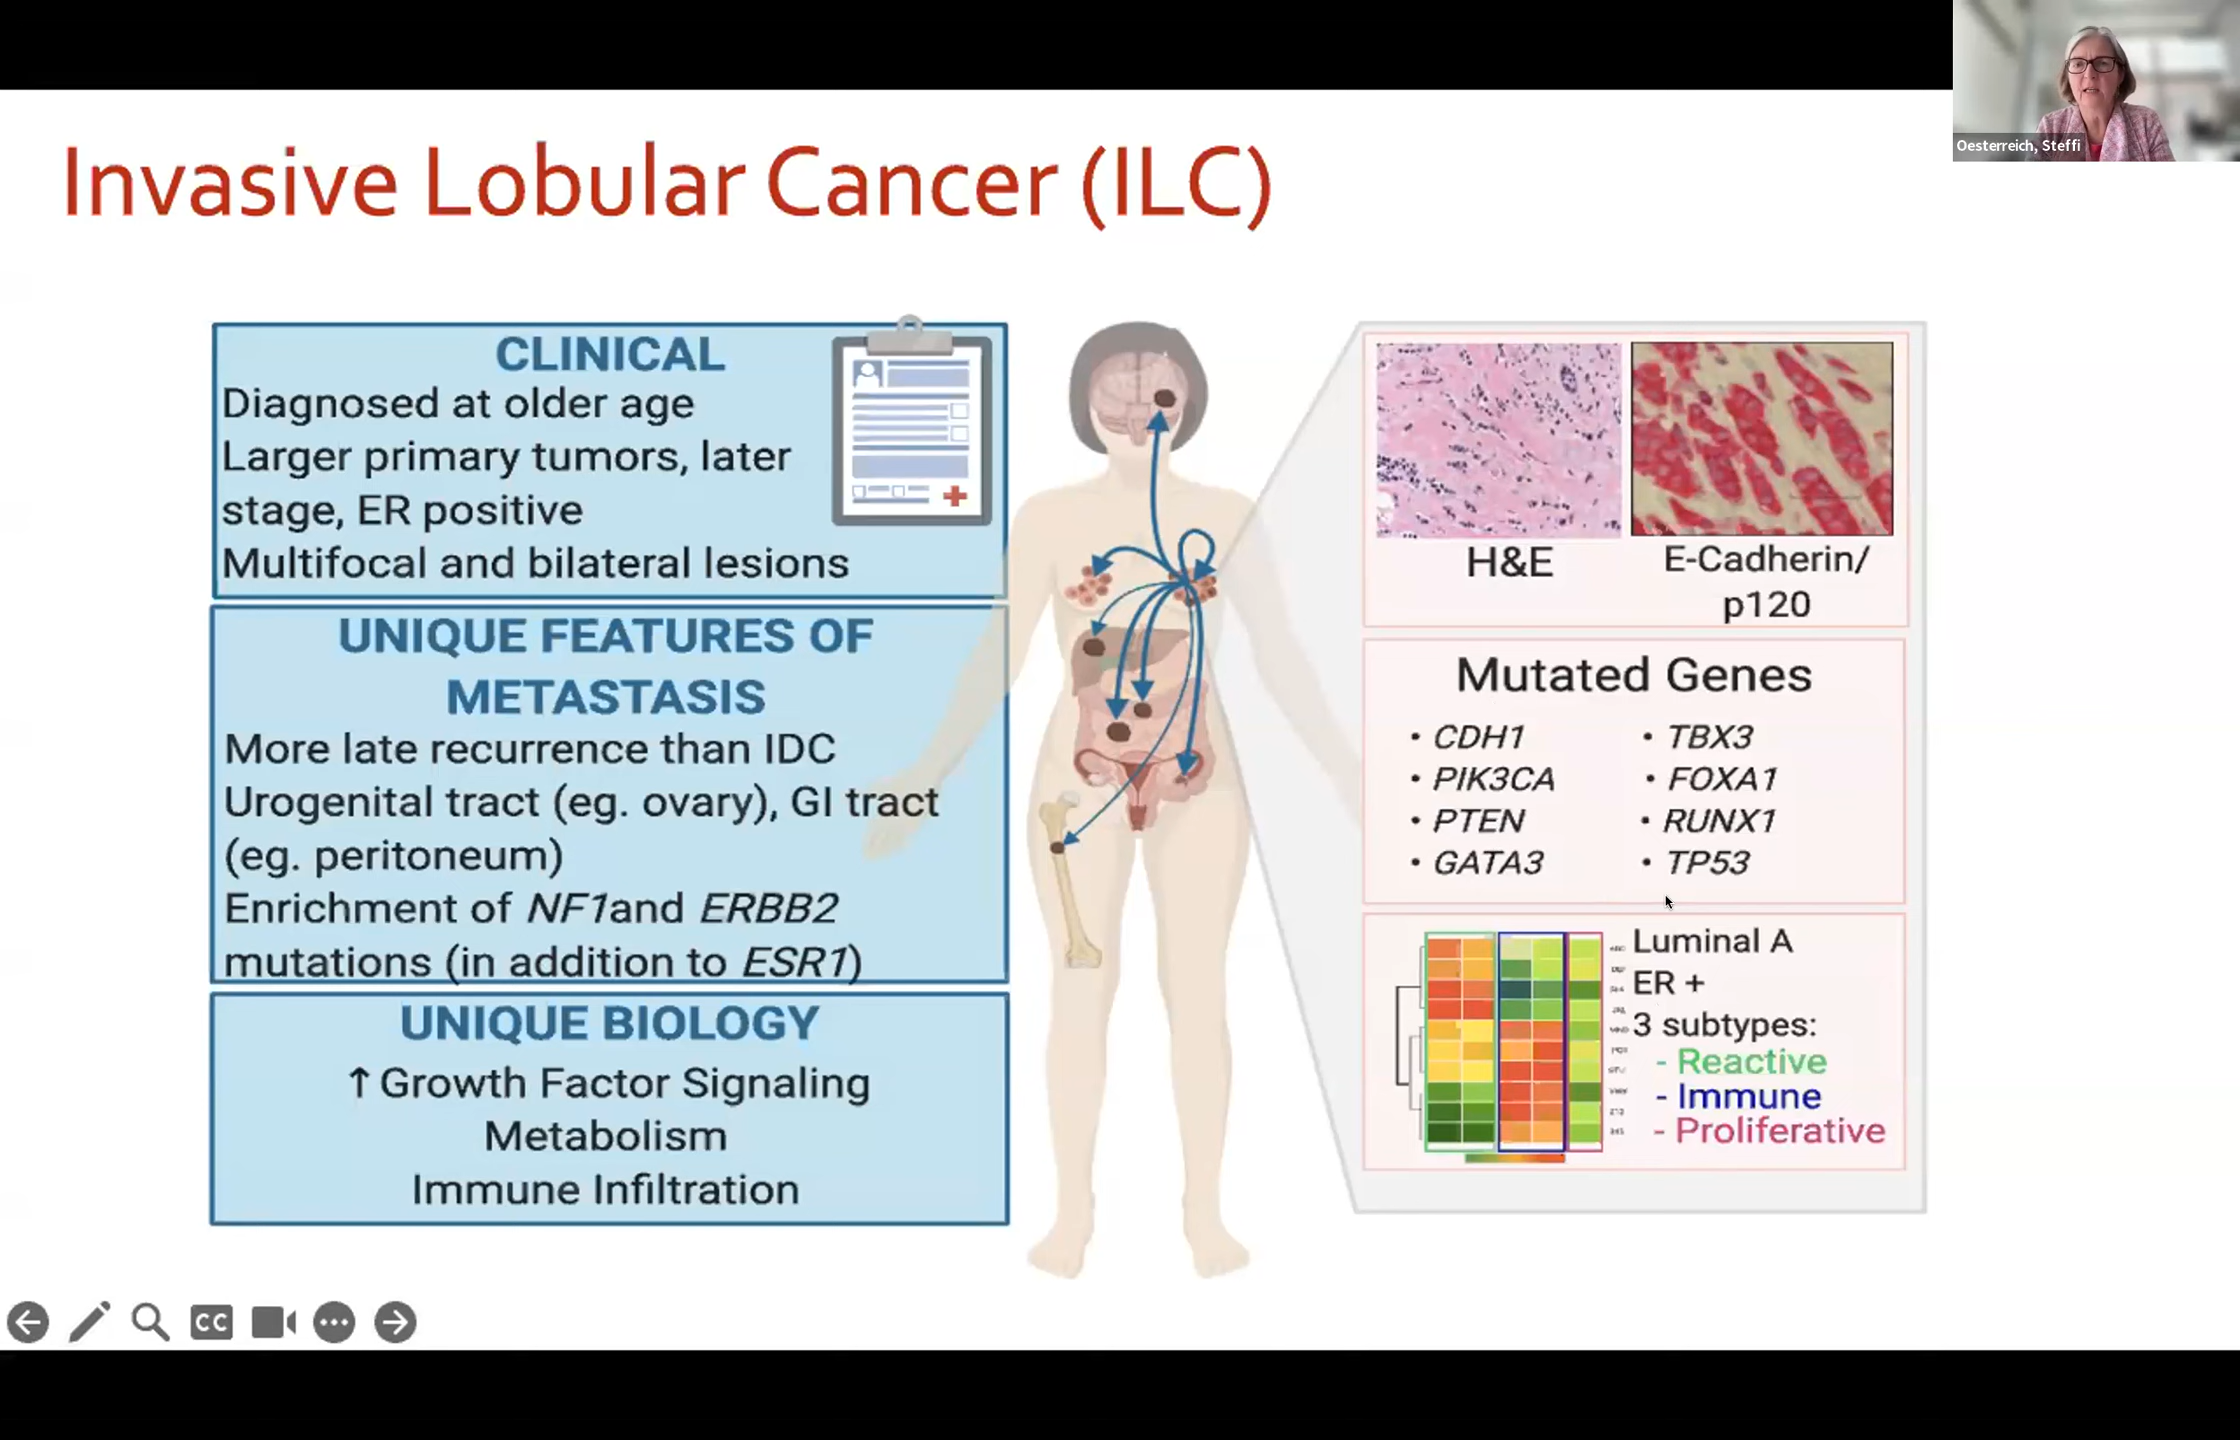 Oesterreich, Steffi
Invasive Lobular Cancer (ILC)
CLINICAL
Diagnosed at older age
Larger primary tumors, later
stage, ER positive
Multifocal and bilateral lesions
UNIQUE FEATURES OF
METASTASIS
More late recurrence than IDC
Urogenital tract (eg. ovary), GI tract
(eg. peritoneum)
Enrichment of NF1and ERBB2
mutations (in addition to ESR1)
UNIQUE BIOLOGY
↑ Growth Factor Signaling
Metabolism
Immune Infiltration
H&E
E-Cadherin/
p120
Mutated Genes
• CDH1
• PIK3CA
• PTEN
• GATA3
• TBX3
• FOXA1
• RUNX1
• TP53
Luminal A
ER +
3 subtypes:
- Reactive
- Immune
- Proliferative
CC